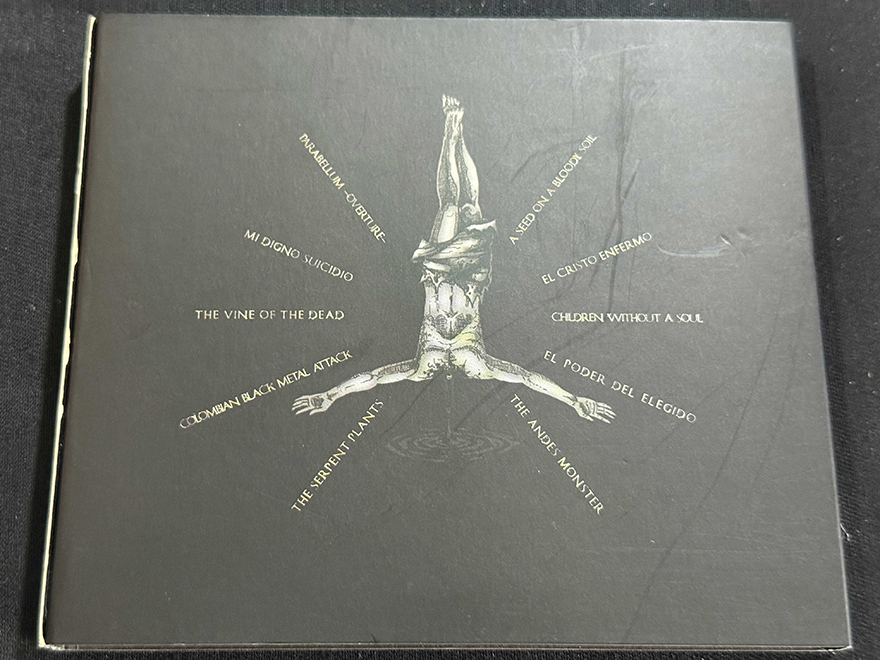 PARABELLUM -OVERTURE-
MI DIGNO SUICIDIO
THE VINE OF THE DEAD
COLOMBIAN BLACK METAL ATTACK
THE SERPENT PLANTS
A SEED ON A BLOODY SOIL
EL CRISTO ENFERMO
CHILDREN WITHOUT A SOUL
EL PODER DEL ELEGIDO
THE ANDES MONSTER